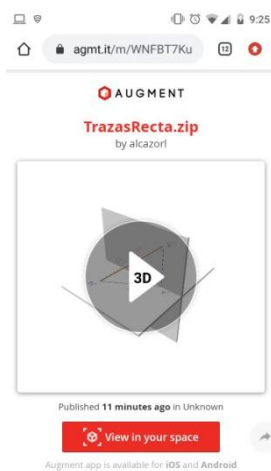 9:25
agmt.it/m/WNFBT7Ku
12
AUGMENT
TrazasRecta.zip
by alcazorl
3D
Published 11 minutes ago in Unknown
View in your space
Augment app is available for iOS and Android